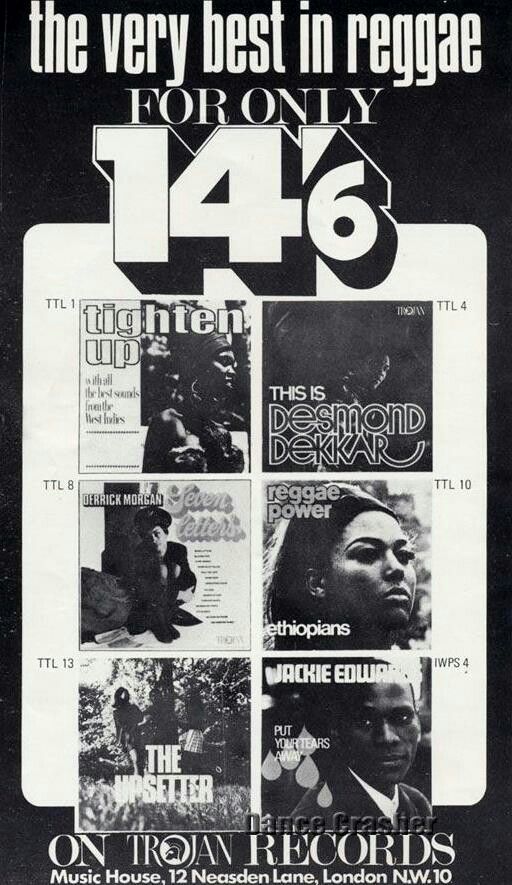 the very best in reggae
FOR ONLY
14'6
TTL 1
tighten
up
with all
the best sounds
from the
West Indies
TTL 4
TROJAN
THIS IS
DESMOND
DEKKAR
TTL 8
DERRICK MORGAN
Seven
letters
TROJAN
TTL 10
reggae
power
ethiopians
TTL 13
THE
UPSETTER
IWPS 4
JACKIE EDWARDS
PUT
YOUR TEARS
AWAY
Dance Crasher
ON TROJAN RECORDS
Music House, 12 Neasden Lane, London N.W.10